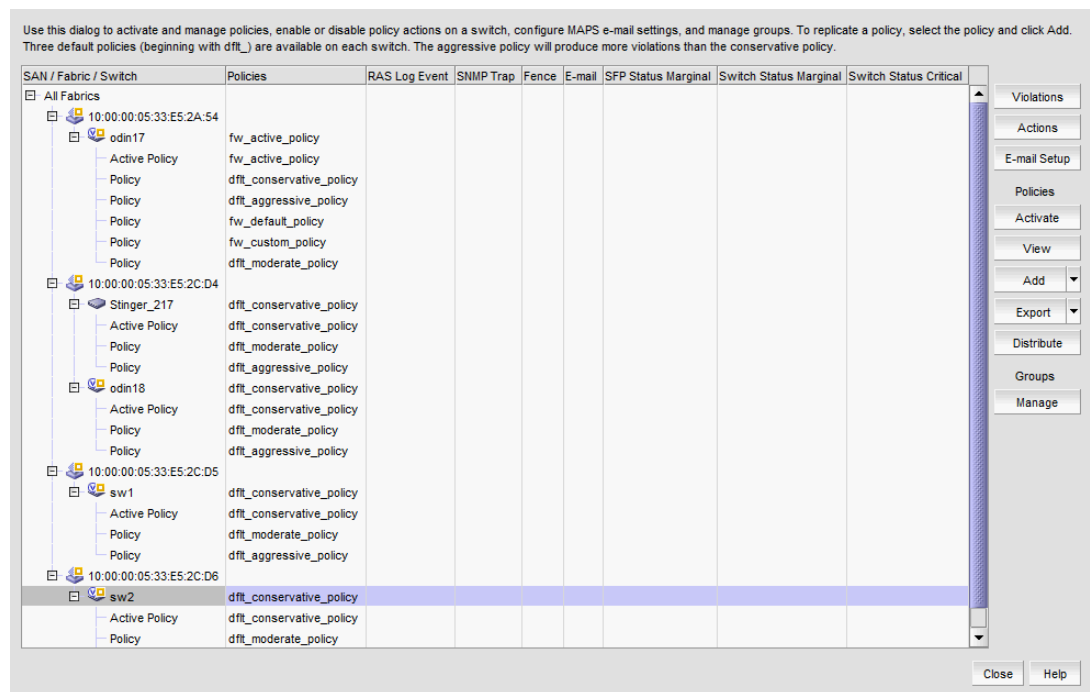 Use this dialog to activate and manage policies, enable or disable policy actions on a switch, configure MAPS e-mail settings, and manage groups. To replicate a policy, select the policy and click Add.
Three default policies (beginning with dflt_) are available on each switch. The aggressive policy will produce more violations than the conservative policy.
SAN / Fabric / Switch Policies RAS Log Event SNMP Trap Fence E-mail SFP Status Marginal Switch Status Marginal Switch Status Critical
All Fabrics
10:00:00:05:33:E5:2A:54
odin17 fw_active_policy
Active Policy fw_active_policy
Policy dflt_conservative_policy
Policy dflt_aggressive_policy
Policy fw_default_policy
Policy fw_custom_policy
Policy dflt_moderate_policy
10:00:00:05:33:E5:2C:D4
Stinger_217 dflt_conservative_policy
Active Policy dflt_conservative_policy
Policy dflt_moderate_policy
Policy dflt_aggressive_policy
odin18 dflt_conservative_policy
Active Policy dflt_conservative_policy
Policy dflt_moderate_policy
Policy dflt_aggressive_policy
10:00:00:05:33:E5:2C:D5
sw1 dflt_conservative_policy
Active Policy dflt_conservative_policy
Policy dflt_moderate_policy
Policy dflt_aggressive_policy
10:00:00:05:33:E5:2C:D6
sw2 dflt_conservative_policy
Active Policy dflt_conservative_policy
Policy dflt_moderate_policy
Violations
Actions
E-mail Setup
Policies
Activate
View
Add
Export
Distribute
Groups
Manage
Close Help